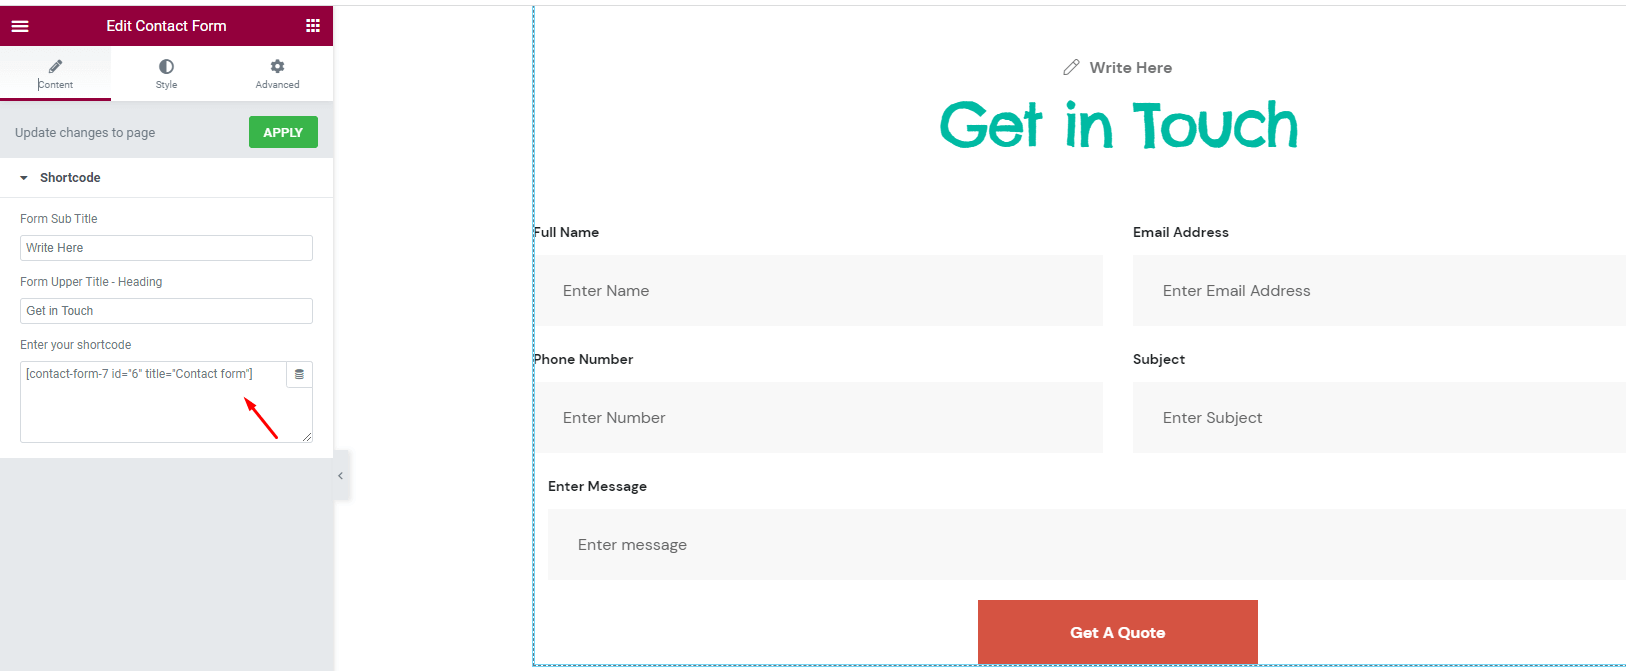 Edit Contact Form
Content
Style
Advanced
Update changes to page
APPLY
Shortcode
Form Sub Title
Write Here
Form Upper Title - Heading
Get in Touch
Enter your shortcode
[contact-form-7 id="6" title="Contact form"]
Write Here
Get in Touch
Full Name
Email Address
Enter Name
Enter Email Address
Phone Number
Subject
Enter Number
Enter Subject
Enter Message
Enter message
Get A Quote